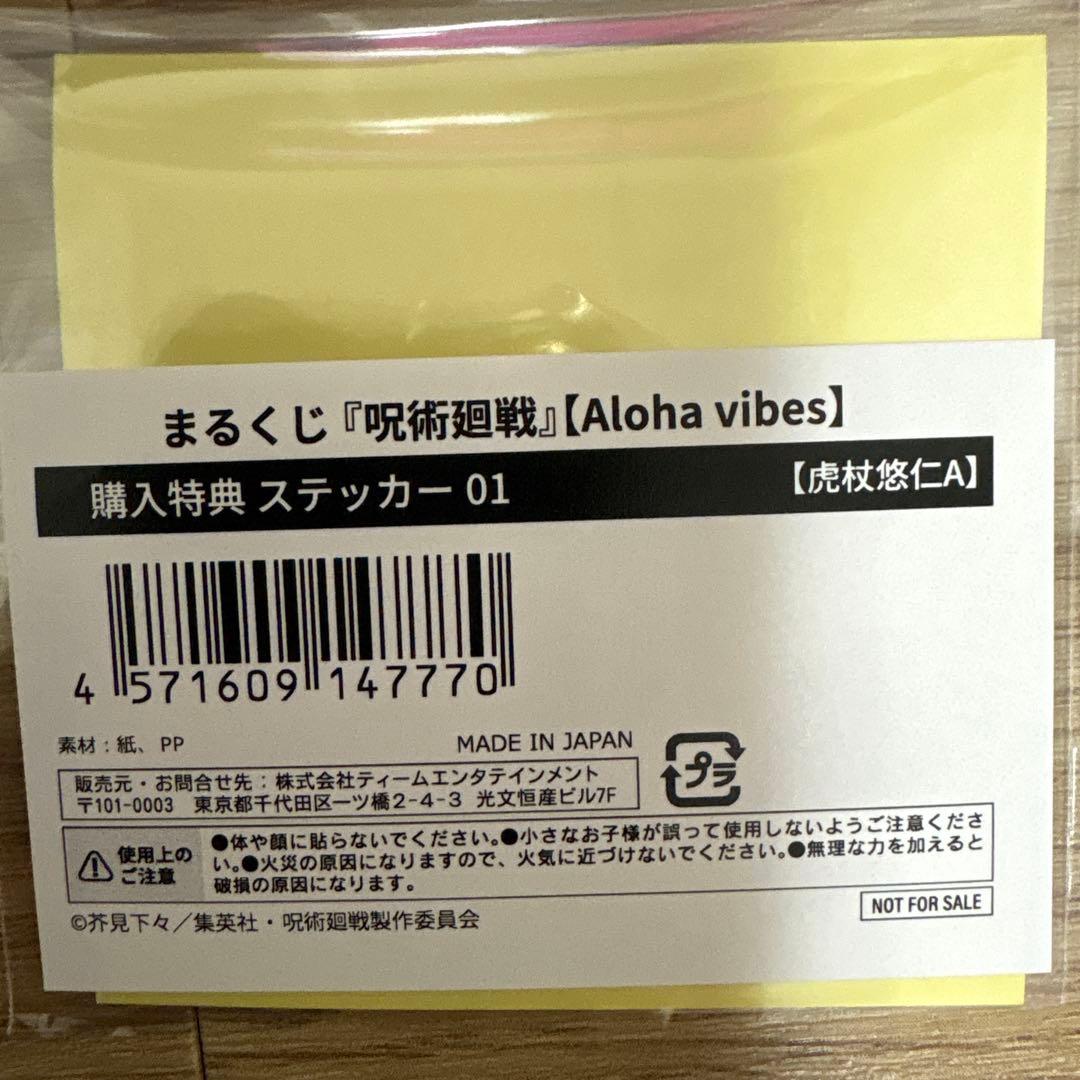 まるくじ『呪術廻戦』【Aloha vibes】
購入特典 ステッカー 01
【虎杖悠仁A】
4 571609 147770
素材:紙、PP
MADE IN JAPAN
プラ
販売元・お問合せ先:株式会社ティームエンタテインメント
〒101-0003 東京都千代田区一ツ橋2-4-3 光文恒産ビル7F
使用上の
ご注意
●体や顔に貼らないでください。●小さなお子様が誤って使用しないようご注意くださ
い。●火災の原因になりますので、火気に近づけないでください。●無理な力を加えると
破損の原因になります。
©芥見下々/集英社・呪術廻戦製作委員会
NOT FOR SALE